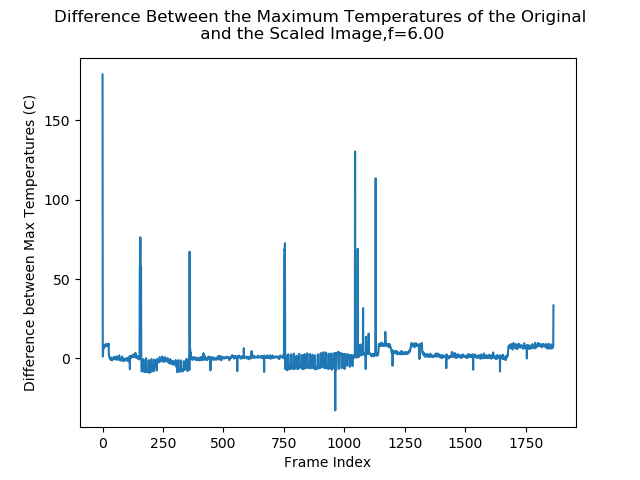 Difference Between the Maximum Temperatures of the Original
and the Scaled Image,f=6.00
Difference between Max Temperatures (C)
150
100
50
0
0 250 500 750 1000 1250 1500 1750
Frame Index